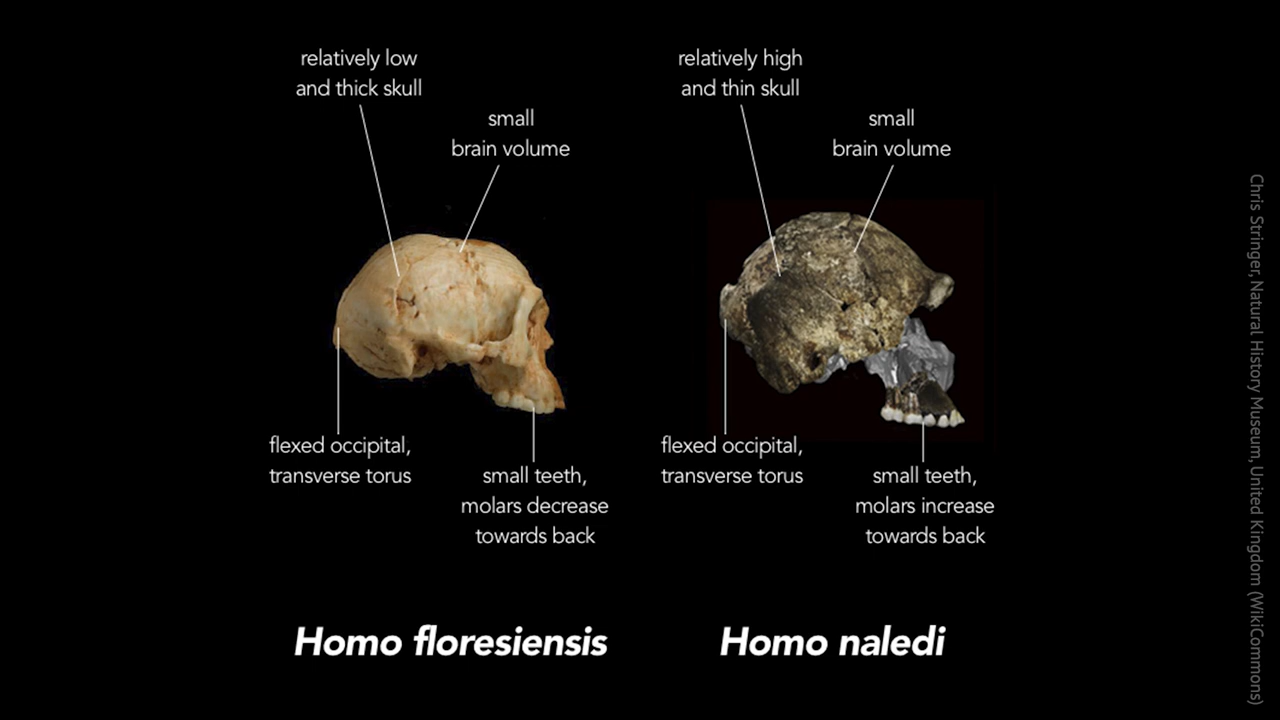 relatively low
and thick skull
small
brain volume
flexed occipital,
transverse torus
small teeth,
molars decrease
towards back
Homo floresiensis
relatively high
and thin skull
small
brain volume
flexed occipital,
transverse torus
small teeth,
molars increase
towards back
Homo naledi
Chris Stringer, Natural History Museum, United Kingdom (WikiCommons)